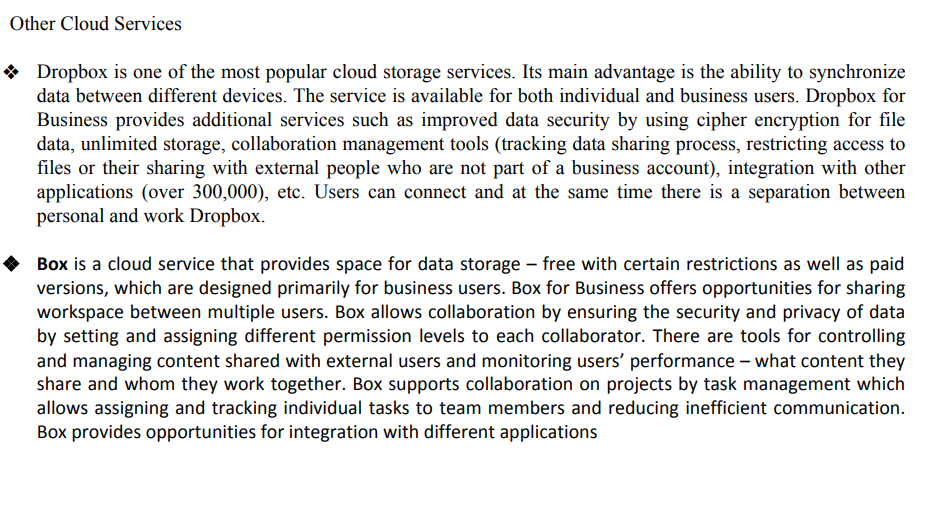 Other Cloud Services
❖ Dropbox is one of the most popular cloud storage services. Its main advantage is the ability to synchronize
data between different devices. The service is available for both individual and business users. Dropbox for
Business provides additional services such as improved data security by using cipher encryption for file
data, unlimited storage, collaboration management tools (tracking data sharing process, restricting access to
files or their sharing with external people who are not part of a business account), integration with other
applications (over 300,000), etc. Users can connect and at the same time there is a separation between
personal and work Dropbox.
❖ Box is a cloud service that provides space for data storage – free with certain restrictions as well as paid
versions, which are designed primarily for business users. Box for Business offers opportunities for sharing
workspace between multiple users. Box allows collaboration by ensuring the security and privacy of data
by setting and assigning different permission levels to each collaborator. There are tools for controlling
and managing content shared with external users and monitoring users’ performance – what content they
share and whom they work together. Box supports collaboration on projects by task management which
allows assigning and tracking individual tasks to team members and reducing inefficient communication.
Box provides opportunities for integration with different applications